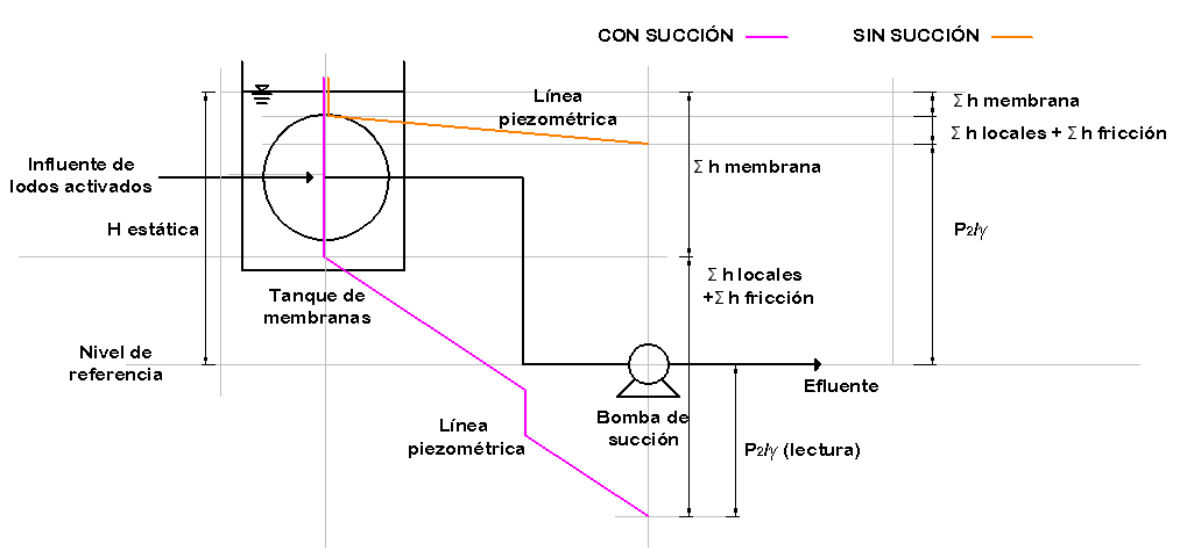 CON SUCCIÓN
SIN SUCCIÓN
Línea
piezométrica
Σ h membrana
Σ h locales + Σ h fricción
Influente de
lodos activados
Σ h membrana
H estática
P2/γ
Σ h locales
+Σ h fricción
Tanque de
membranas
Nivel de
referencia
Efluente
Bomba de
succión
Línea
piezométrica
P2/γ (lectura)